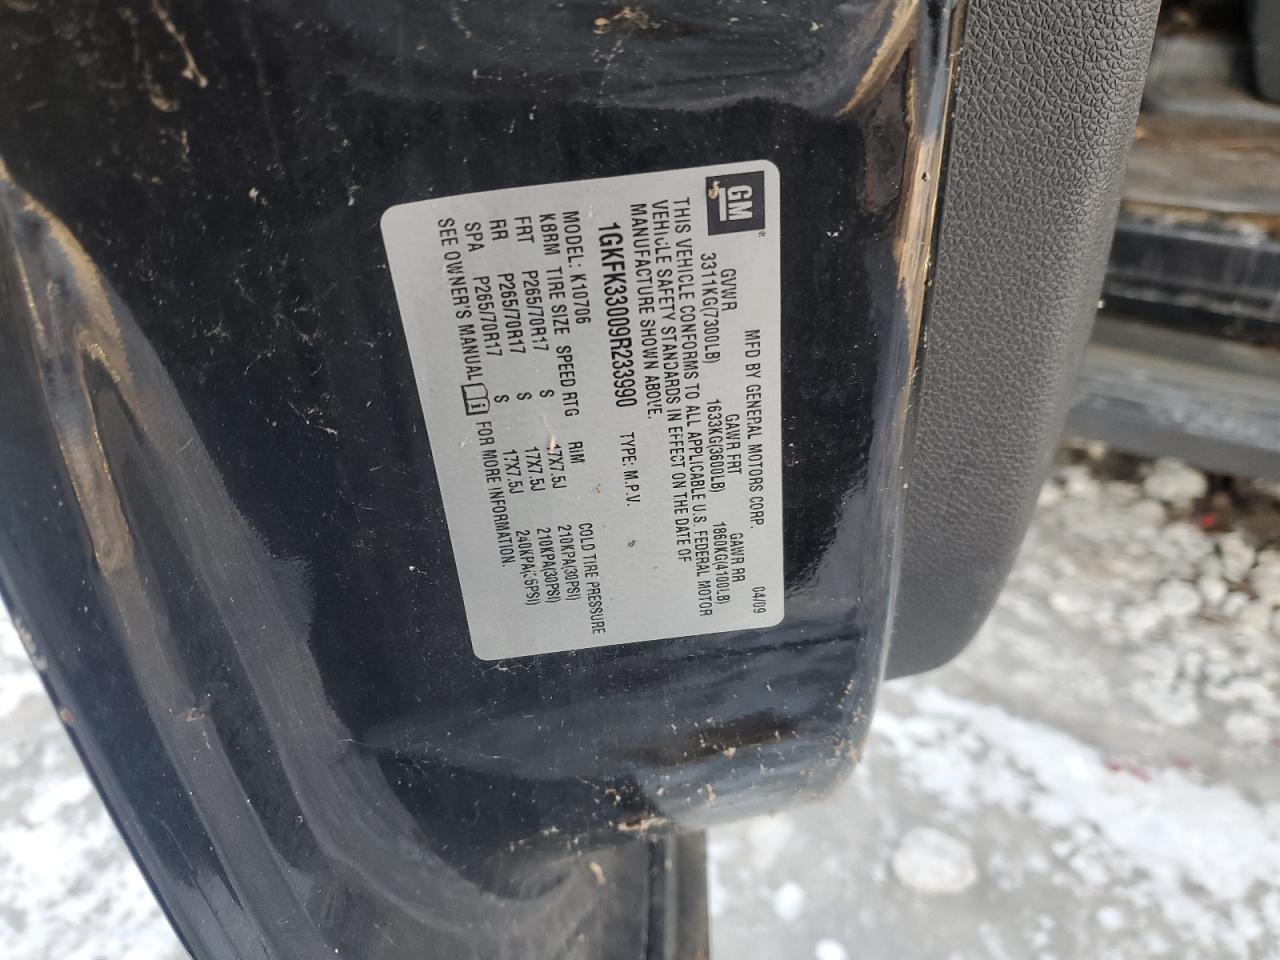 GM
MFD BY GENERAL MOTORS CORP. 04/09
GVWR GAWR FRT GAWR RR
3311KG(7300LB) 1633KG(3600LB) 1860KG(4100LB)
THIS VEHICLE CONFORMS TO ALL APPLICABLE U.S. FEDERAL MOTOR
VEHICLE SAFETY STANDARDS IN EFFECT ON THE DATE OF
MANUFACTURE SHOWN ABOVE.
1GKFK33009R233990 TYPE: M.P.V.
MODEL: K10706
K8RM TIRE SIZE SPEED RTG RIM COLD TIRE PRESSURE
FRT P265/70R17 S 17X7.5J 210KPA(30PSI)
RR P265/70R17 S 17X7.5J 210KPA(30PSI)
SPA P265/70R17 S 17X7.5J 240KPA(35PSI)
SEE OWNER'S MANUAL i FOR MORE INFORMATION.